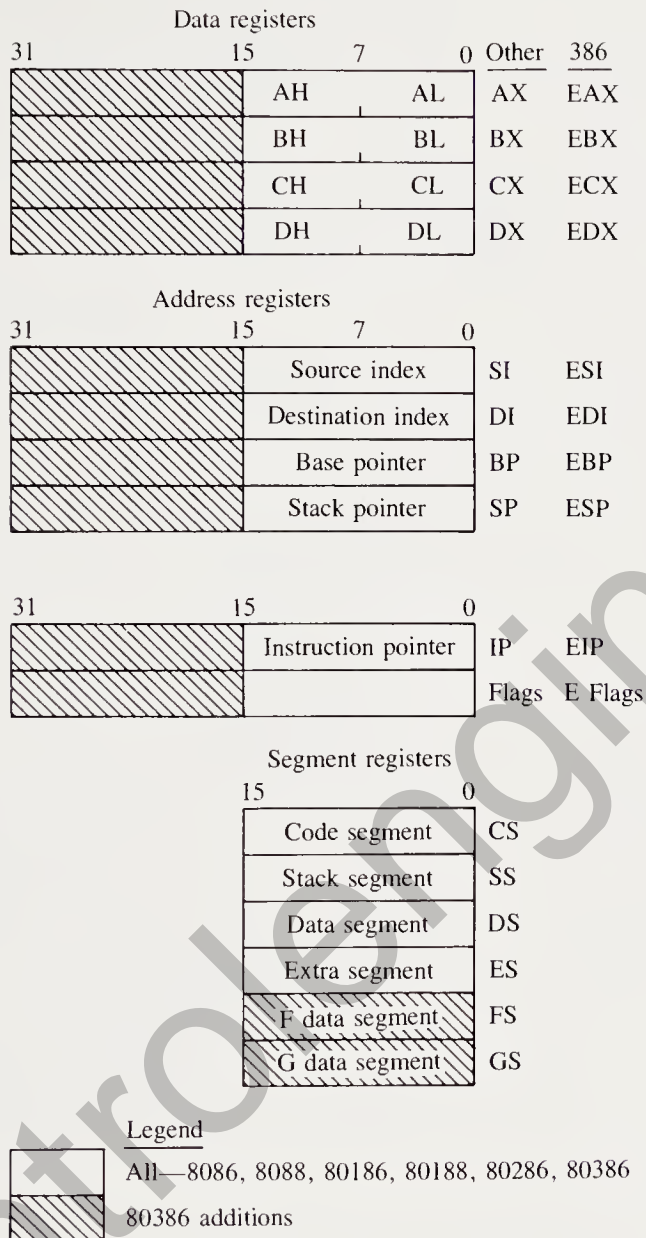 Data registers
31 15 7 0 Other 386
AH AL AX EAX
BH BL BX EBX
CH CL CX ECX
DH DL DX EDX
Address registers
31 15 7 0
Source index SI ESI
Destination index DI EDI
Base pointer BP EBP
Stack pointer SP ESP
31 15 0
Instruction pointer IP EIP
Flags E Flags
Segment registers
15 0
Code segment CS
Stack segment SS
Data segment DS
Extra segment ES
F data segment FS
G data segment GS
Legend
All—8086, 8088, 80186, 80188, 80286, 80386
80386 additions
ntrolengin